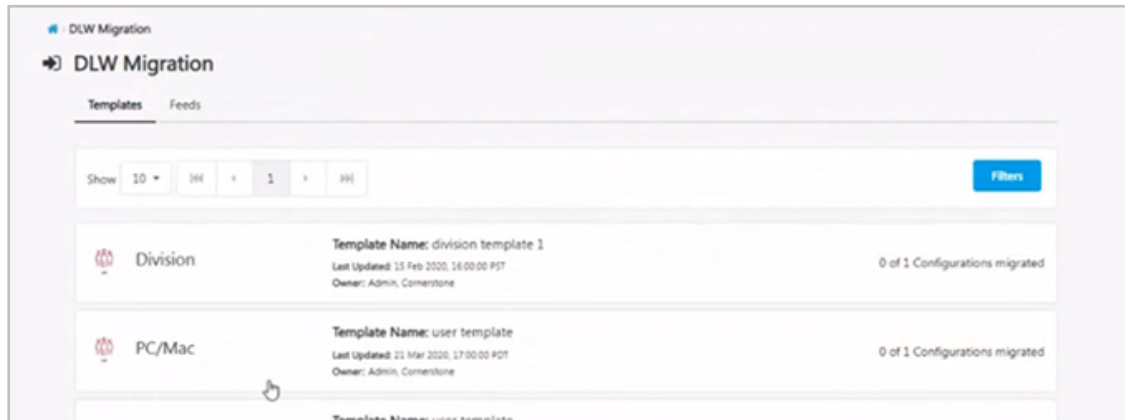 DLW Migration
DLW Migration
Templates Feeds
Show 10 1 Filters
Division
Template Name: division template 1
Last Updated: 15 Feb 2020, 16:00:00 PST
Owner: Admin, Cornerstone
0 of 1 Configurations migrated
PC/Mac
Template Name: user template
Last Updated: 21 Mar 2020, 17:00:00 PDT
Owner: Admin, Cornerstone
0 of 1 Configurations migrated
Template Name: user template